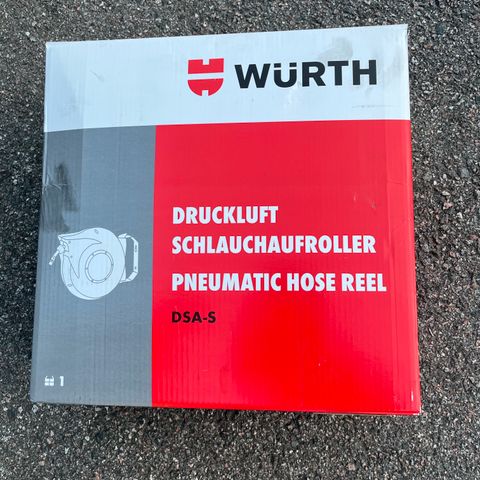 WÜRTH
DRUCKLUFT
SCHLAUCHAUFROLLER
PNEUMATIC HOSE REEL
DSA-S
1